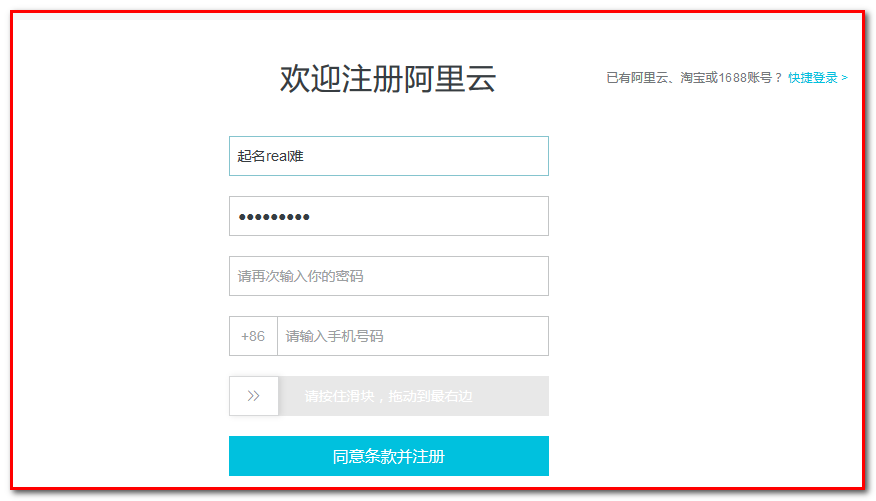 欢迎注册阿里云
已有阿里云、淘宝或1688账号？ 快捷登录 >
起名real难
●●●●●●●●●
请再次输入你的密码
+86 请输入手机号码
>> 请按住滑块，拖动到最右边
同意条款并注册